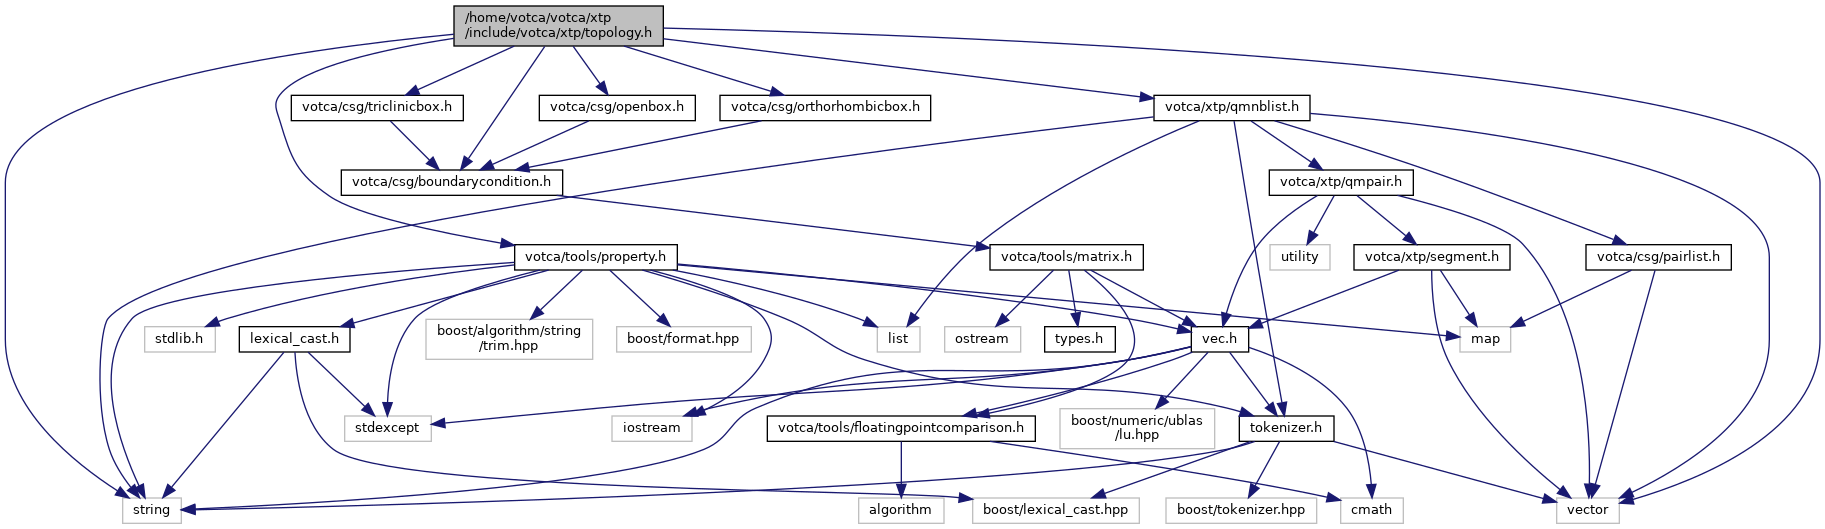 /home/votca/votca/xtp
/include/votca/xtp/topology.h
votca/csg/triclinicbox.h
votca/csg/openbox.h
votca/csg/orthorhombicbox.h
votca/xtp/qmnblist.h
votca/csg/boundarycondition.h
votca/xtp/qmpair.h
votca/tools/property.h
votca/tools/matrix.h
utility
votca/xtp/segment.h
votca/csg/pairlist.h
stdlib.h
lexical_cast.h
boost/algorithm/string
/trim.hpp
boost/format.hpp
list
ostream
types.h
vec.h
map
stdexcept
iostream
votca/tools/floatingpointcomparison.h
boost/numeric/ublas
/lu.hpp
tokenizer.h
string
algorithm
boost/lexical_cast.hpp
boost/tokenizer.hpp
cmath
vector